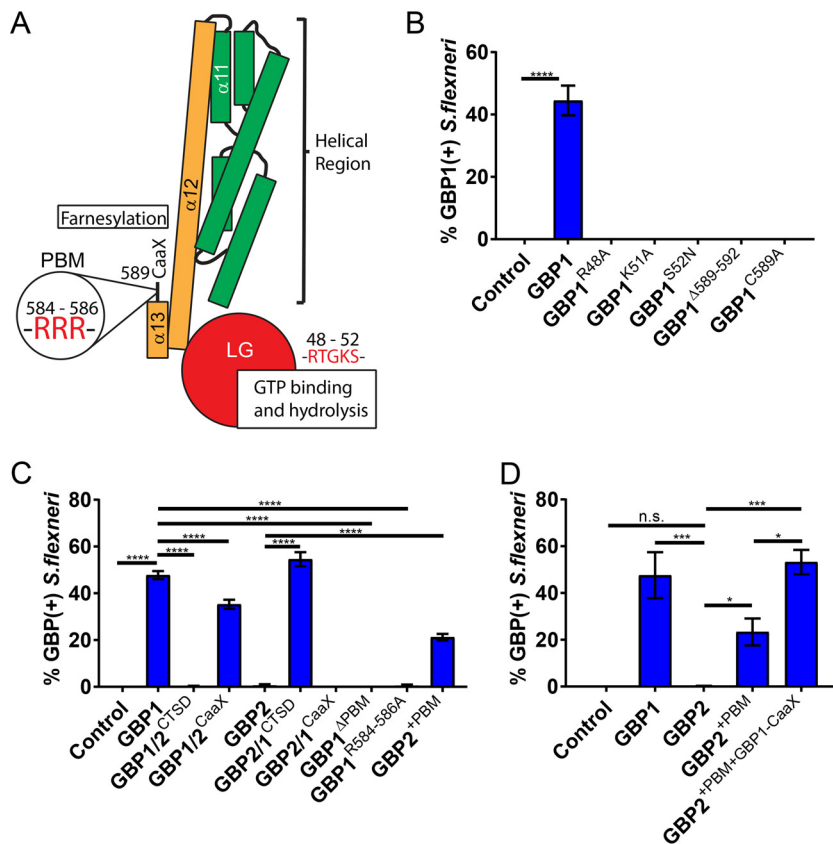 A
α11
α12
Helical
Region
Farnesylation
PBM
589
CaaX
584 - 586
-RRR-
α13
LG
48 - 52
-RTGKS-
GTP binding
and hydrolysis
B
% GBP1(+) S.flexneri
60
40
20
0
****
Control
GBP1
GBP1R48A
GBP1K51A
GBP1S52N
GBP1Δ589-592
GBP1C589A
C
% GBP(+) S.flexneri
80
60
40
20
0
****
****
****
****
****
****
****
Control
GBP1
GBP1/2CTSD
GBP1/2CaaX
GBP2
GBP2/1CTSD
GBP2/1CaaX
GBP1ΔPBM
GBP1R584-586A
GBP2+PBM
D
% GBP(+) S.flexneri
80
60
40
20
0
n.s.
***
***
*
*
Control
GBP1
GBP2
GBP2+PBM
GBP2+PBM+GBP1-CaaX